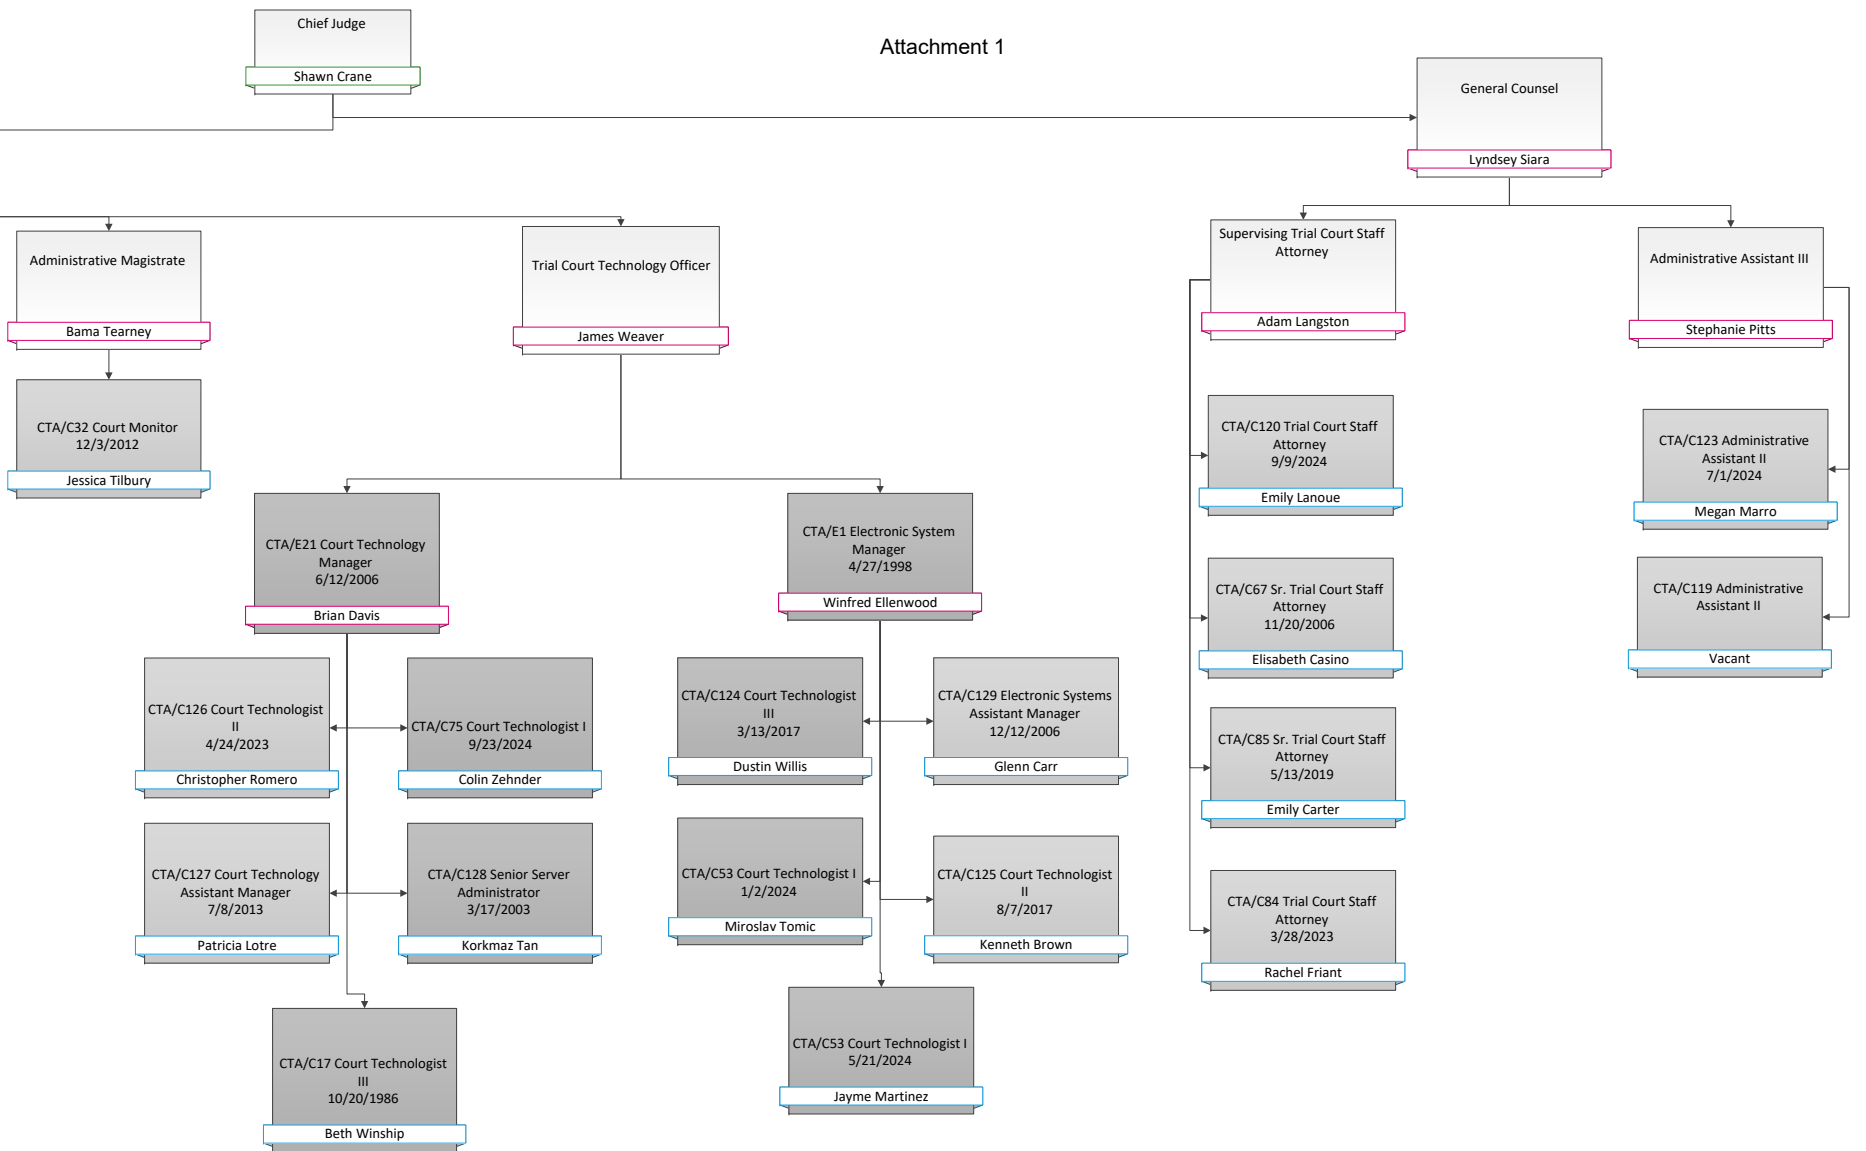 Attachment 1
Chief Judge
Shawn Crane
General Counsel
Lyndsey Siara
Administrative Magistrate
Bama Tearney
Trial Court Technology Officer
James Weaver
Supervising Trial Court Staff
Attorney
Adam Langston
Administrative Assistant III
Stephanie Pitts
CTA/C32 Court Monitor
12/3/2012
Jessica Tilbury
CTA/C120 Trial Court Staff
Attorney
9/9/2024
Emily Lanoue
CTA/C123 Administrative
Assistant II
7/1/2024
Megan Marro
CTA/E21 Court Technology
Manager
6/12/2006
Brian Davis
CTA/E1 Electronic System
Manager
4/27/1998
Winfred Ellenwood
CTA/C67 Sr. Trial Court Staff
Attorney
11/20/2006
Elisabeth Casino
CTA/C119 Administrative
Assistant II
Vacant
CTA/C126 Court Technologist
II
4/24/2023
Christopher Romero
CTA/C75 Court Technologist I
9/23/2024
Colin Zehnder
CTA/C124 Court Technologist
III
3/13/2017
Dustin Willis
CTA/C129 Electronic Systems
Assistant Manager
12/12/2006
Glenn Carr
CTA/C85 Sr. Trial Court Staff
Attorney
5/13/2019
Emily Carter
CTA/C127 Court Technology
Assistant Manager
7/8/2013
Patricia Lotre
CTA/C128 Senior Server
Administrator
3/17/2003
Korkmaz Tan
CTA/C53 Court Technologist I
1/2/2024
Miroslav Tomic
CTA/C125 Court Technologist
II
8/7/2017
Kenneth Brown
CTA/C84 Trial Court Staff
Attorney
3/28/2023
Rachel Friant
CTA/C17 Court Technologist
III
10/20/1986
Beth Winship
CTA/C53 Court Technologist I
5/21/2024
Jayme Martinez